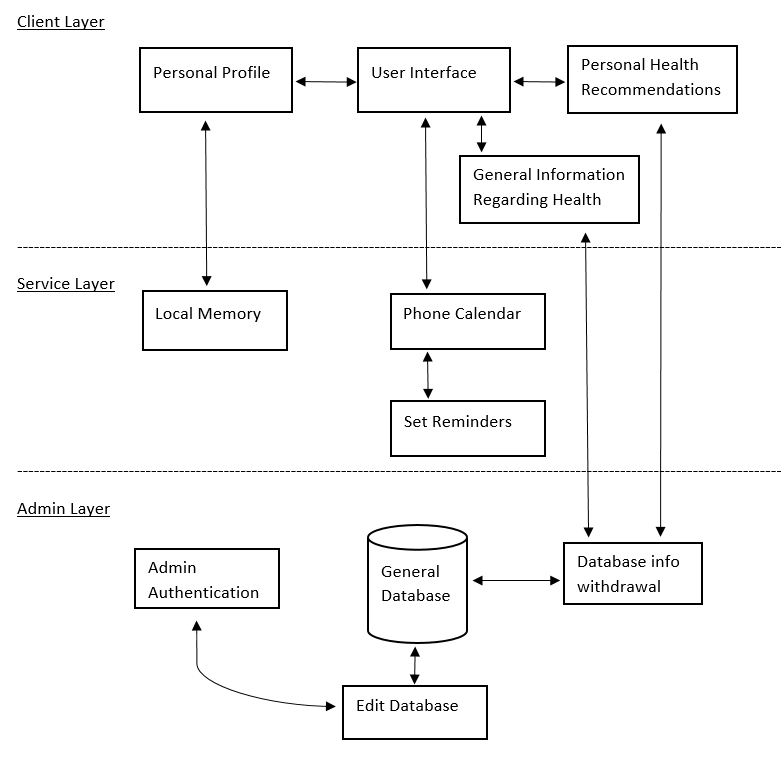 Client Layer
Personal Profile
User Interface
Personal Health
Recommendations
General Information
Regarding Health
Service Layer
Local Memory
Phone Calendar
Set Reminders
Admin Layer
Admin
Authentication
General
Database
Database info
withdrawal
Edit Database